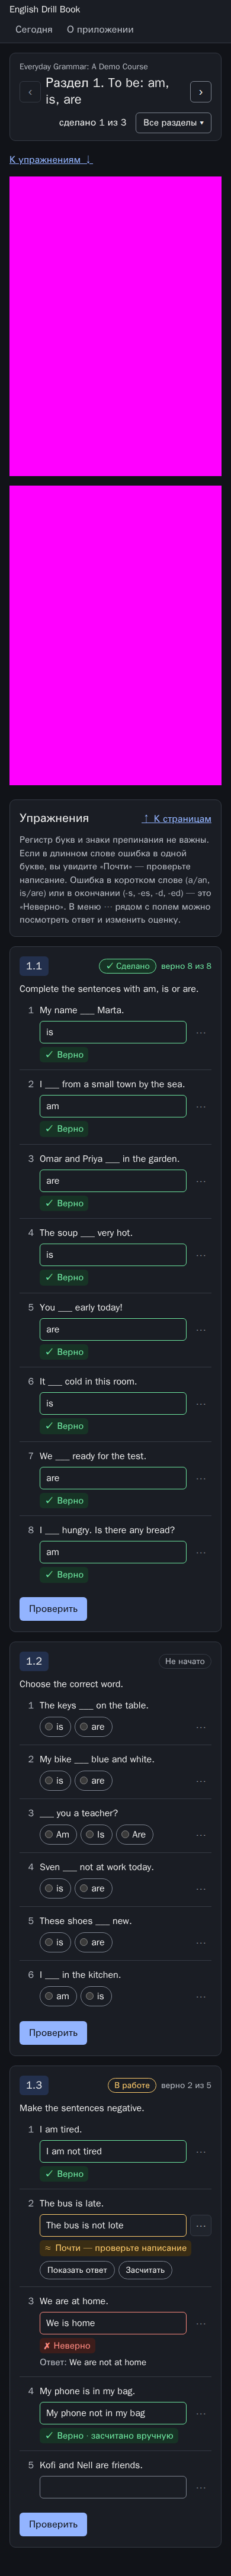 English Drill Book
Сегодня О приложении
Everyday Grammar: A Demo Course
‹ Раздел 1. To be: am, is, are ›
сделано 1 из 3 Все разделы ▾
К упражнениям ↓
Упражнения ↑ К страницам
Регистр букв и знаки препинания не важны.
Если в длинном слове ошибка в одной
букве, вы увидите «Почти» — проверьте
написание. Ошибка в коротком слове (a/an,
is/are) или в окончании (-s, -es, -d, -ed) — это
«Неверно». В меню ··· рядом с полем можно
посмотреть ответ и изменить оценку.
1.1 ✓ Сделано верно 8 из 8
Complete the sentences with am, is or are.
1 My name ___ Marta.
is ···
✓ Верно
2 I ___ from a small town by the sea.
am ···
✓ Верно
3 Omar and Priya ___ in the garden.
are ···
✓ Верно
4 The soup ___ very hot.
is ···
✓ Верно
5 You ___ early today!
are ···
✓ Верно
6 It ___ cold in this room.
is ···
✓ Верно
7 We ___ ready for the test.
are ···
✓ Верно
8 I ___ hungry. Is there any bread?
am ···
✓ Верно
Проверить
1.2 Не начато
Choose the correct word.
1 The keys ___ on the table.
is are ···
2 My bike ___ blue and white.
is are ···
3 ___ you a teacher?
Am Is Are ···
4 Sven ___ not at work today.
is are ···
5 These shoes ___ new.
is are ···
6 I ___ in the kitchen.
am is ···
Проверить
1.3 В работе верно 2 из 5
Make the sentences negative.
1 I am tired.
I am not tired ···
✓ Верно
2 The bus is late.
The bus is not lote ···
≈ Почти — проверьте написание
Показать ответ Засчитать
3 We are at home.
We is home ···
✗ Неверно
Ответ: We are not at home
4 My phone is in my bag.
My phone not in my bag ···
✓ Верно · засчитано вручную
5 Kofi and Nell are friends.
···
Проверить